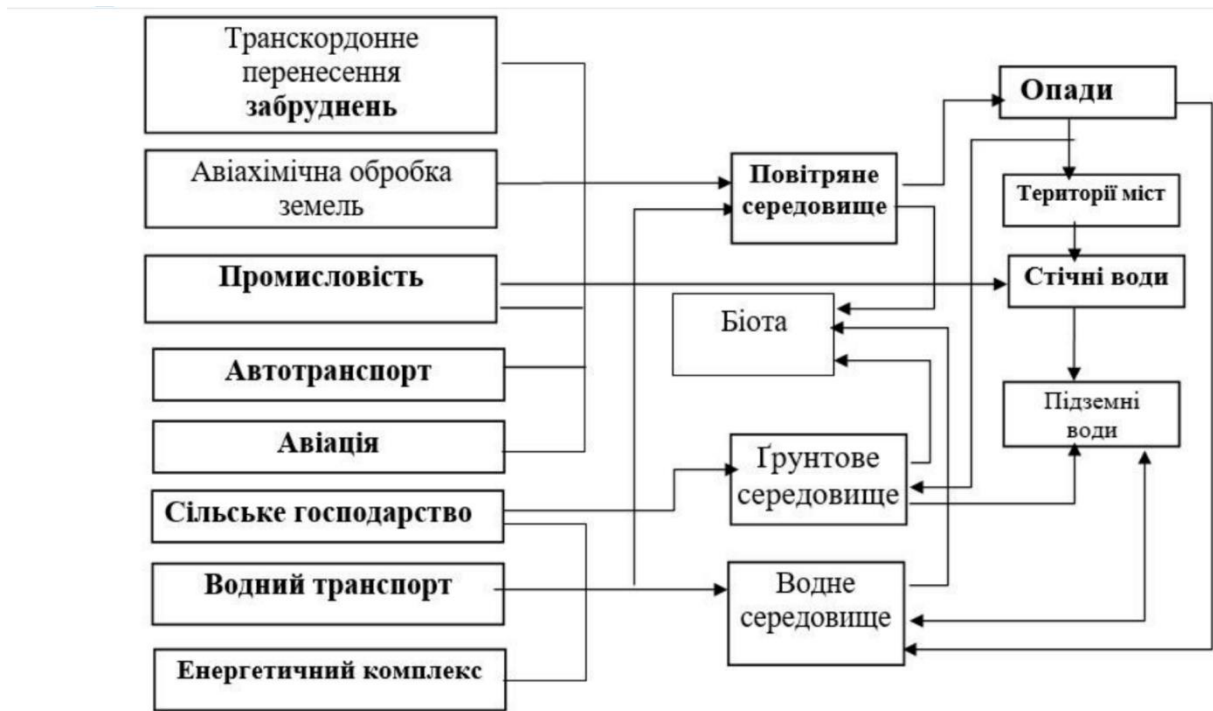 Транскордонне
перенесення
забруднень
Авіахімічна обробка
земель
Промисловість
Автотранспорт
Авіація
Сільське господарство
Водний транспорт
Енергетичний комплекс
Повітряне
середовище
Біота
Ґрунтове
середовище
Водне
середовище
Опади
Території міст
Стічні води
Підземні
води